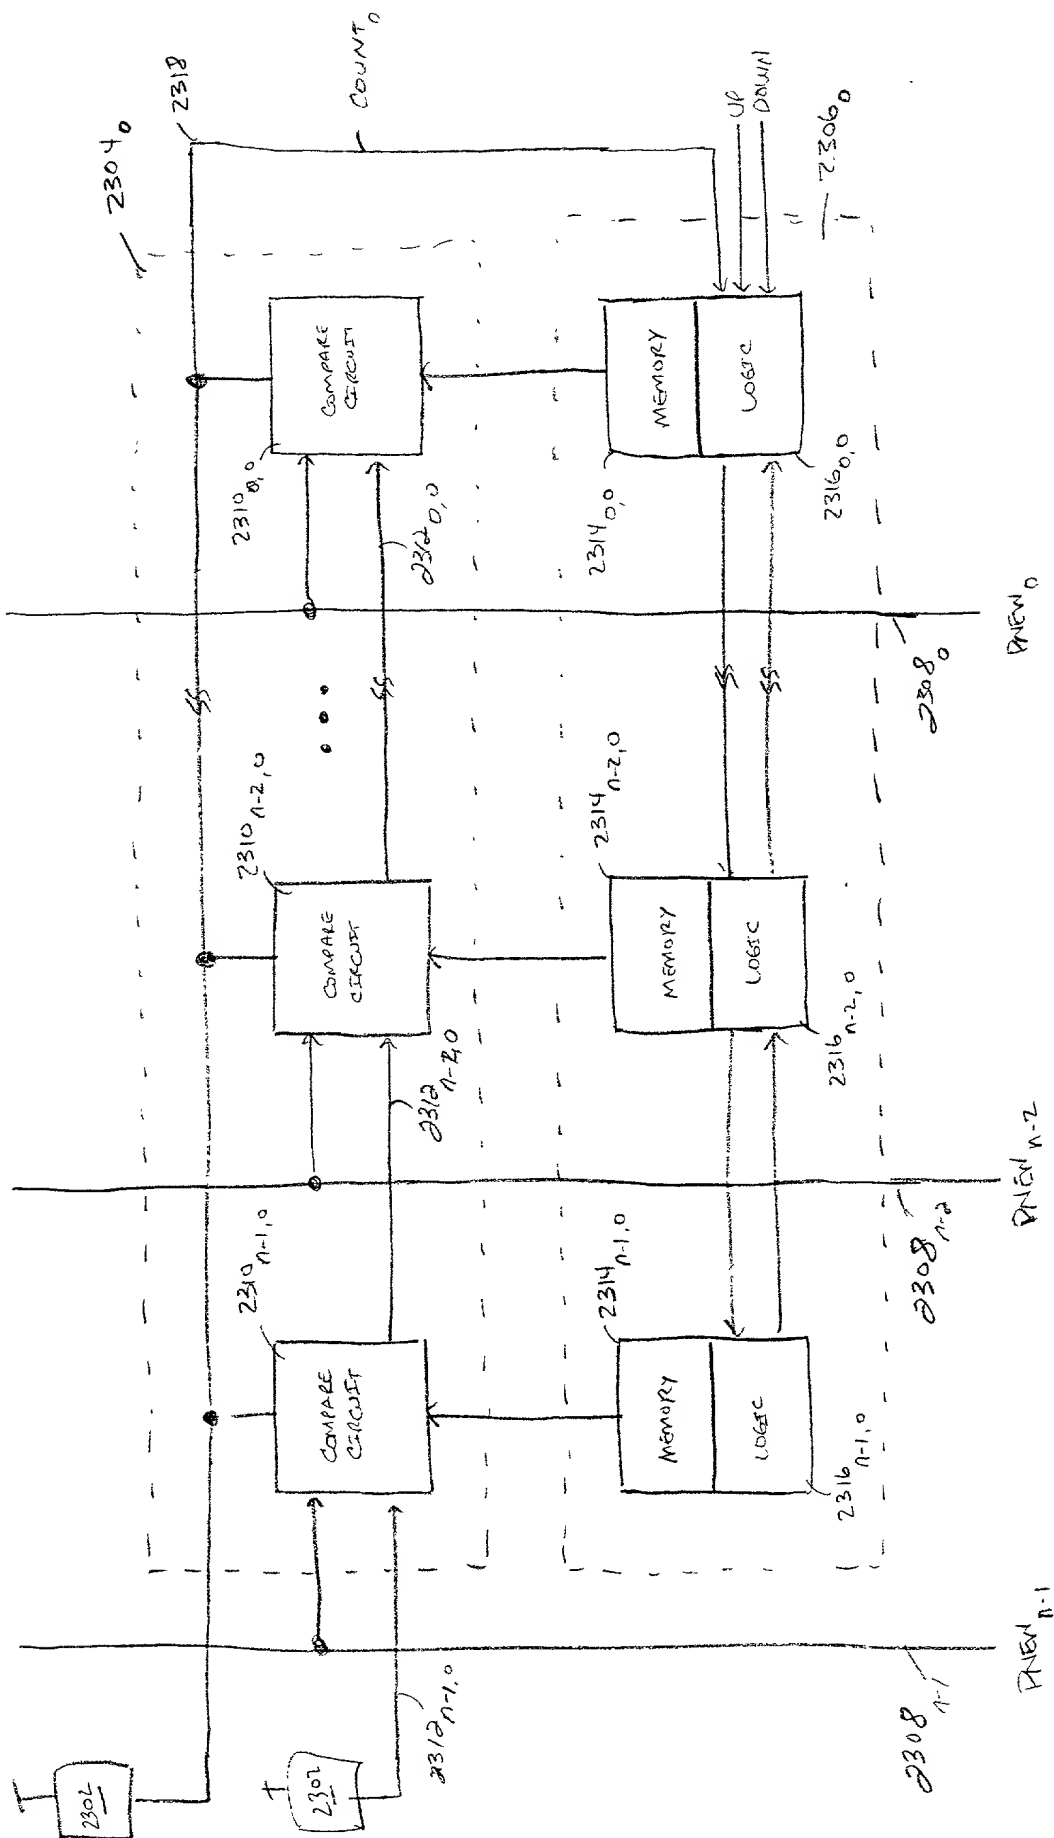 2304₀
2318
COUNT₀
UP
DOWN
2306₀
COMPARE
CIRCUIT
2310₀,₀
2312₀,₀
MEMORY
LOGIC
2314₀,₀
2316₀,₀
PNEW₀
2308₀
COMPARE
CIRCUIT
2310ₙ₋₂,₀
2312ₙ₋₂,₀
MEMORY
LOGIC
2314ₙ₋₂,₀
2316ₙ₋₂,₀
PNEWₙ₋₂
2308ₙ₋₂
COMPARE
CIRCUIT
2310ₙ₋₁,₀
2312ₙ₋₁,₀
MEMORY
LOGIC
2314ₙ₋₁,₀
2316ₙ₋₁,₀
PNEWₙ₋₁
2308ₙ₋₁
2302
2302